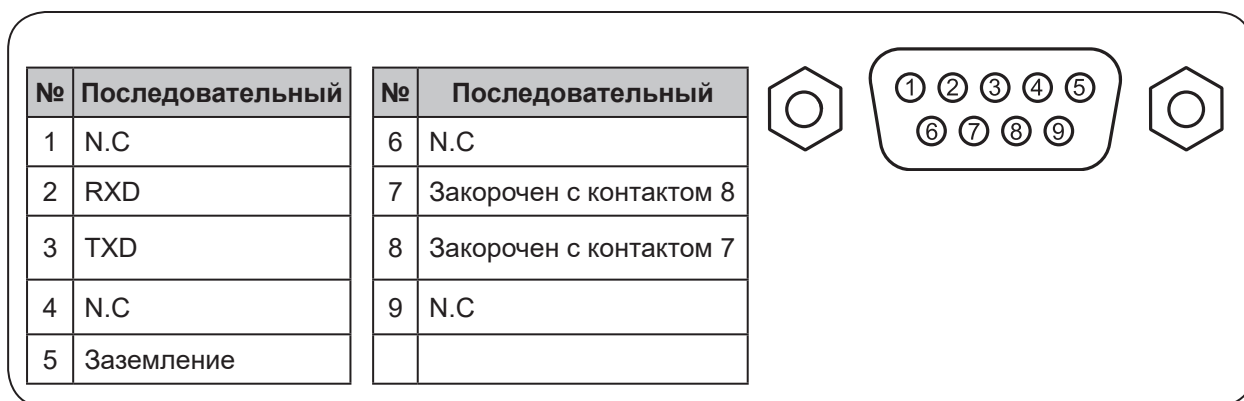 № Последовательный
1 N.C
2 RXD
3 TXD
4 N.C
5 Заземление
№ Последовательный
6 N.C
7 Закорочен с контактом 8
8 Закорочен с контактом 7
9 N.C
1 2 3 4 5
6 7 8 9